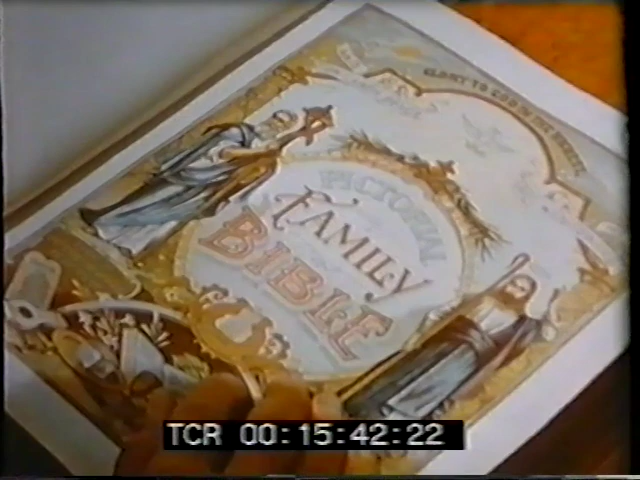 GLORY TO GOD IN THE HIGHEST
PICTORIAL
FAMILY
BIBLE
TCR 00:15:42:22